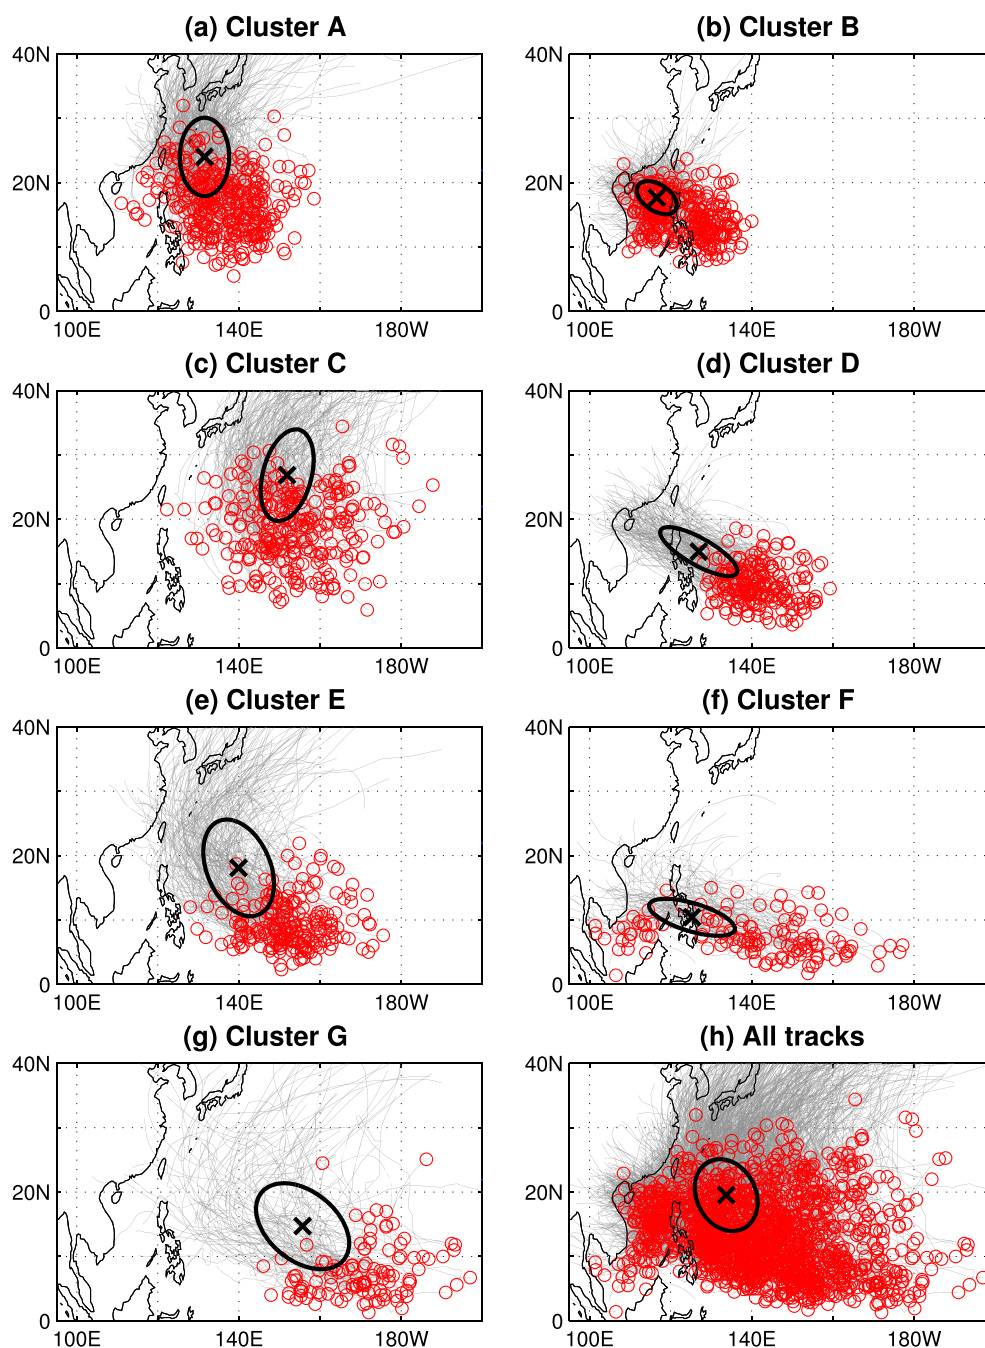 (a) Cluster A
(b) Cluster B
40N
20N
0
100E 140E 180W
40N
20N
0
100E 140E 180W
(c) Cluster C
(d) Cluster D
40N
20N
0
100E 140E 180W
40N
20N
0
100E 140E 180W
(e) Cluster E
(f) Cluster F
40N
20N
0
100E 140E 180W
40N
20N
0
100E 140E 180W
(g) Cluster G
(h) All tracks
40N
20N
0
100E 140E 180W
40N
20N
0
100E 140E 180W